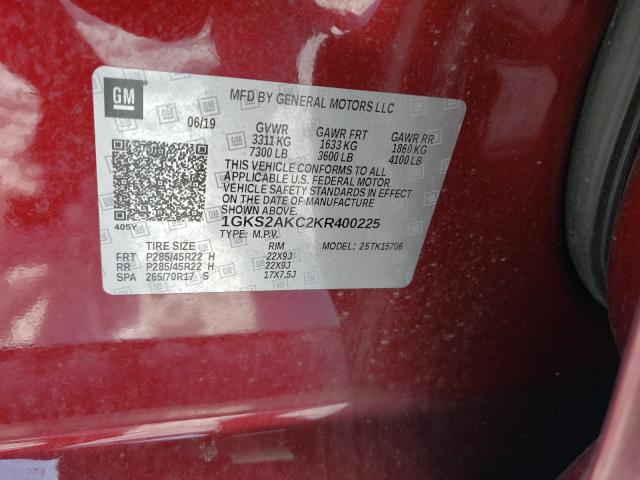 GM
MFD BY GENERAL MOTORS LLC
06/19 GVWR GAWR FRT GAWR RR
3311 KG 1633 KG 1860 KG
7300 LB 3600 LB 4100 LB
THIS VEHICLE CONFORMS TO ALL
APPLICABLE U.S. FEDERAL MOTOR
VEHICLE SAFETY STANDARDS IN EFFECT
ON THE DATE OF MANUFACTURE
SHOWN ABOVE.
405Y 1GKS2AKC2KR400225
TYPE: M.P.V. MODEL: 25TK15706
TIRE SIZE RIM
FRT P285/45R22 H 22X9J
RR P285/45R22 H 22X9J
SPA 265/70R17 S 17X7.5J